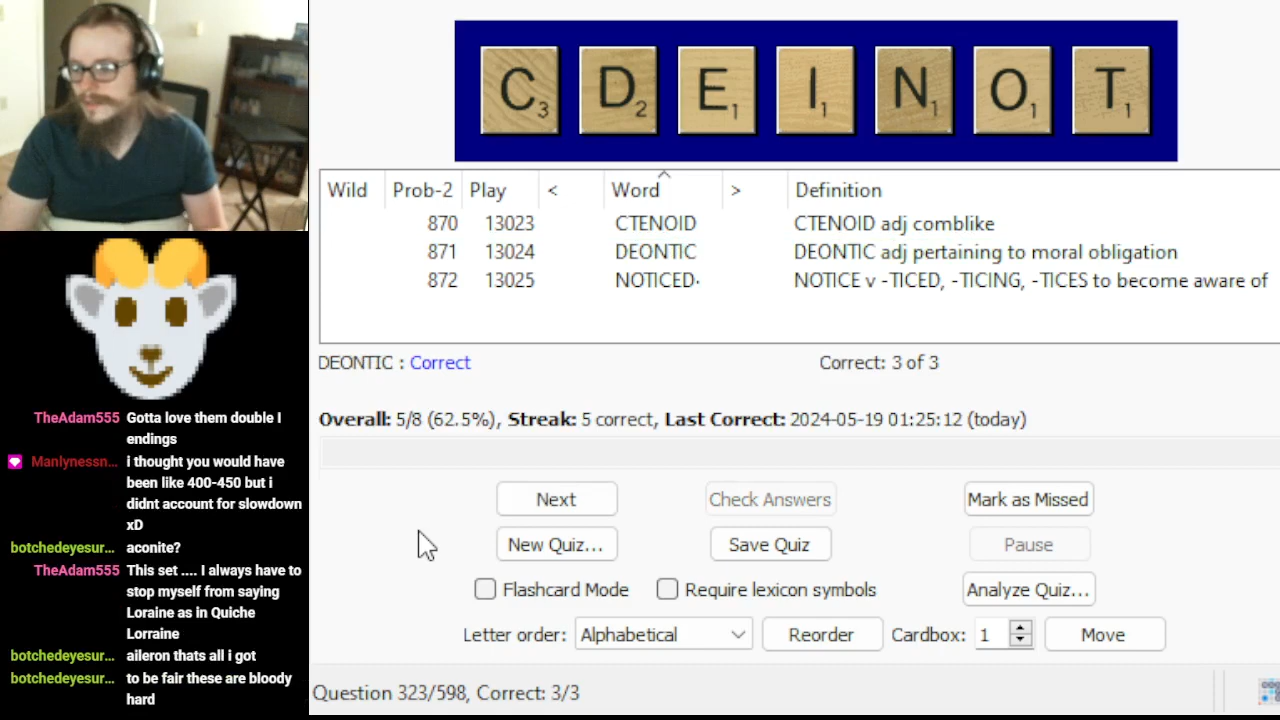 C3 D2 E1 I1 N1 O1 T1
Wild Prob-2 Play < Word > Definition
870 13023 CTENOID CTENOID adj comblike
871 13024 DEONTIC DEONTIC adj pertaining to moral obligation
872 13025 NOTICED· NOTICE v -TICED, -TICING, -TICES to become aware of
DEONTIC : Correct Correct: 3 of 3
Overall: 5/8 (62.5%), Streak: 5 correct, Last Correct: 2024-05-19 01:25:12 (today)
Next Check Answers Mark as Missed
New Quiz... Save Quiz Pause
Flashcard Mode Require lexicon symbols Analyze Quiz...
Letter order: Alphabetical Reorder Cardbox: 1 Move
Question 323/598, Correct: 3/3
TheAdam555 Gotta love them double I
endings
Manlynessn... i thought you would have
been like 400-450 but i
didnt account for slowdown
xD
botchedeyesur... aconite?
TheAdam555 This set .... I always have to
stop myself from saying
Loraine as in Quiche
Lorraine
botchedeyesur... aileron thats all i got
botchedeyesur... to be fair these are bloody
hard